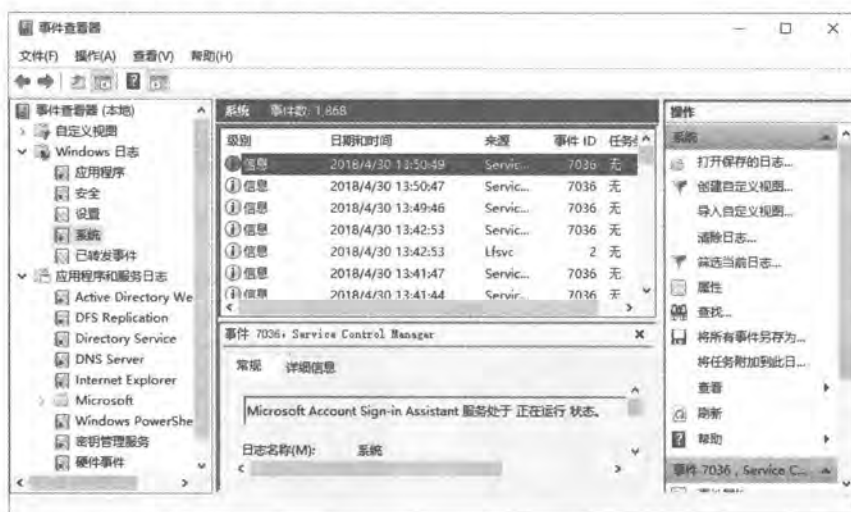 事件查看器
文件(F) 操作(A) 查看(V) 帮助(H)
事件查看器 (本地)
自定义视图
Windows 日志
应用程序
安全
设置
系统
已转发事件
应用程序和服务日志
Active Directory We
DFS Replication
Directory Service
DNS Server
Internet Explorer
Microsoft
Windows PowerShe
密钥管理服务
硬件事件
系统 事件数: 1,868
级别 日期和时间 来源 事件 ID 任务
信息 2018/4/30 13:50:49 Servic... 7036 无
信息 2018/4/30 13:50:47 Servic... 7036 无
信息 2018/4/30 13:49:46 Servic... 7036 无
信息 2018/4/30 13:42:53 Servic... 7036 无
信息 2018/4/30 13:42:53 Lfsvc 2 无
信息 2018/4/30 13:41:47 Servic... 7036 无
信息 2018/4/30 13:41:44 Servic... 7036 无
事件 7036, Service Control Manager
常规 详细信息
Microsoft Account Sign-in Assistant 服务处于 正在运行 状态。
日志名称(M): 系统
操作
系统
打开保存的日志...
创建自定义视图...
导入自定义视图...
清除日志...
筛选当前日志...
属性
查找...
将所有事件另存为...
将任务附加到此日...
查看
刷新
帮助
事件 7036, Service C...